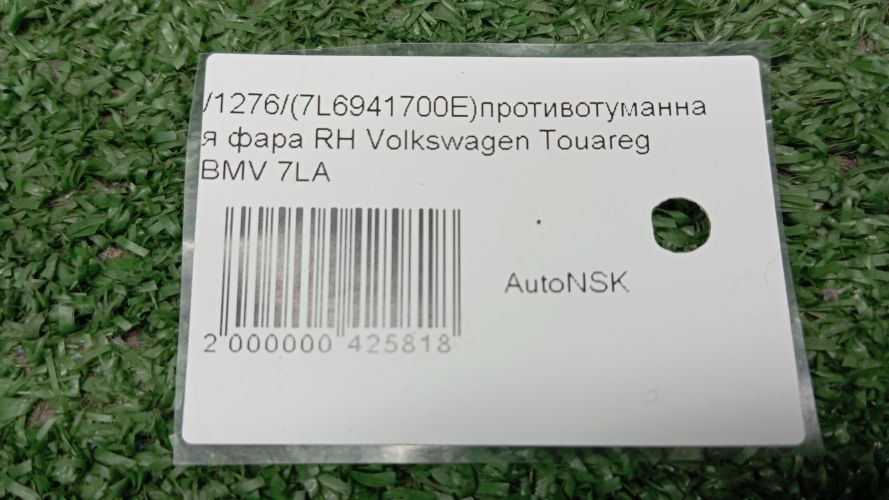 /1276/(7L6941700E)противотуманна
я фара RH Volkswagen Touareg
BMV 7LA
AutoNSK
2 000000 425818